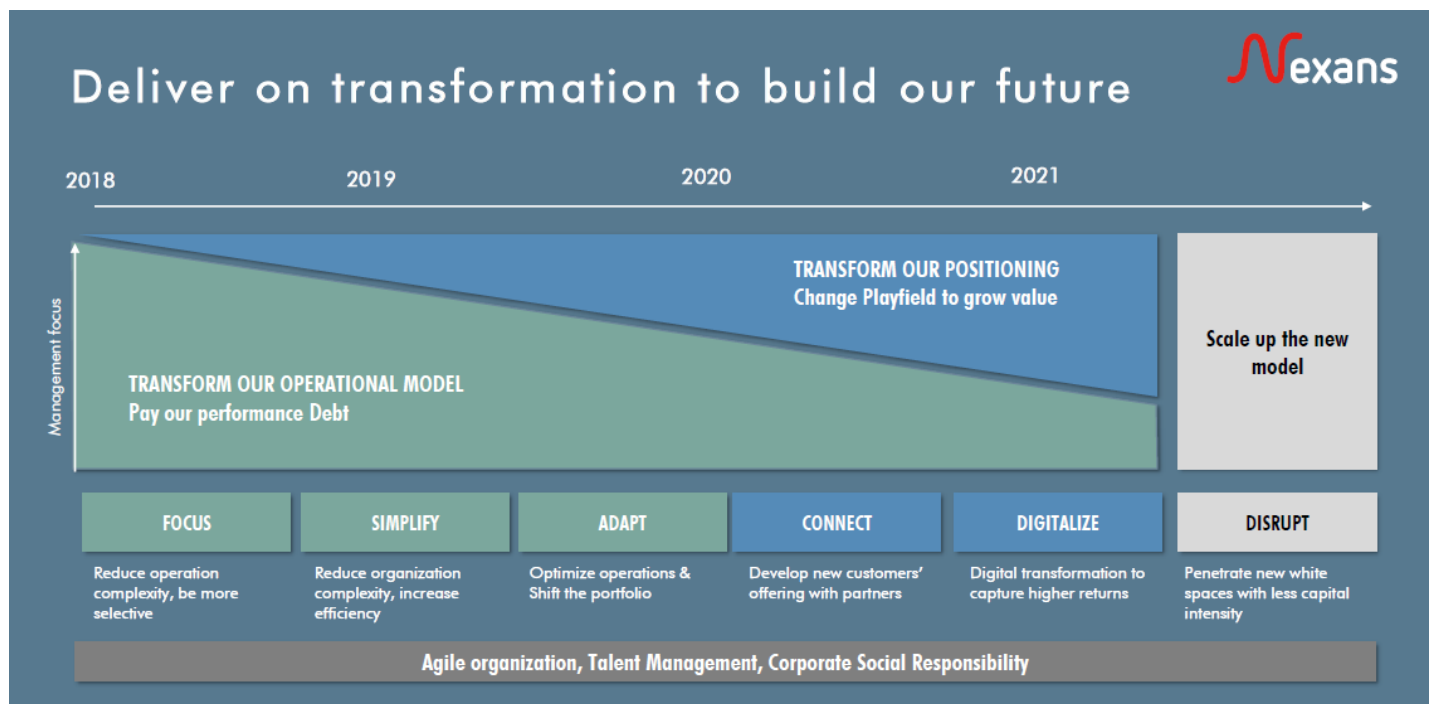 Nexans
Deliver on transformation to build our future
2018 2019 2020 2021
Management focus
TRANSFORM OUR POSITIONING
Change Playfield to grow value
TRANSFORM OUR OPERATIONAL MODEL
Pay our performance Debt
Scale up the new
model
FOCUS
Reduce operation
complexity, be more
selective
SIMPLIFY
Reduce organization
complexity, increase
efficiency
ADAPT
Optimize operations &
Shift the portfolio
CONNECT
Develop new customers’
offering with partners
DIGITALIZE
Digital transformation to
capture higher returns
DISRUPT
Penetrate new white
spaces with less capital
intensity
Agile organization, Talent Management, Corporate Social Responsibility